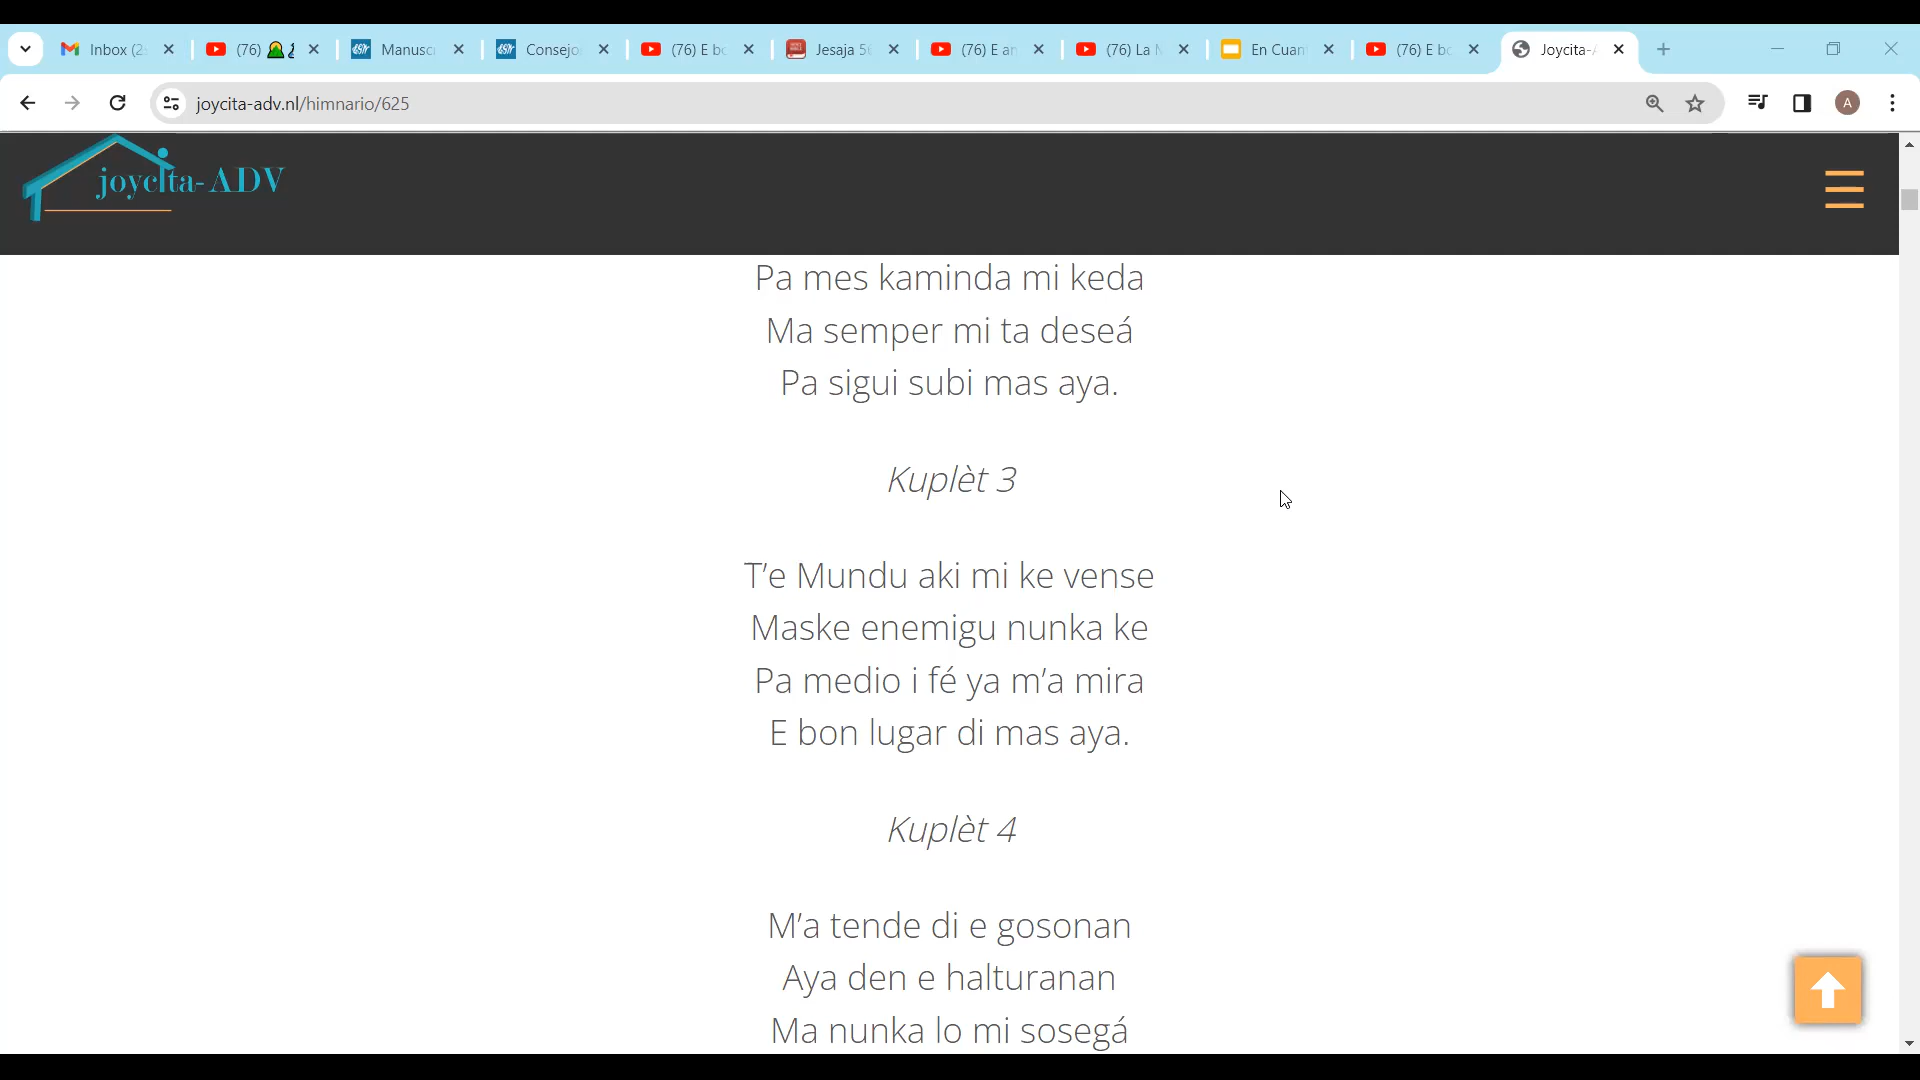 Inbox (2
(76)
Manusc
Consejo
(76) E bo
Jesaja 5
(76) E an
(76) La
En Cuan
(76) E bo
Joycita-
joycita-adv.nl/himnario/625
A
joycita-ADV
Pa mes kaminda mi keda
Ma semper mi ta deseá
Pa sigui subi mas aya.
Kuplèt 3
T’e Mundu aki mi ke vense
Maske enemigu nunka ke
Pa medio i fé ya m’a mira
E bon lugar di mas aya.
Kuplèt 4
M’a tende di e gosonan
Aya den e halturanan
Ma nunka lo mi sosegá